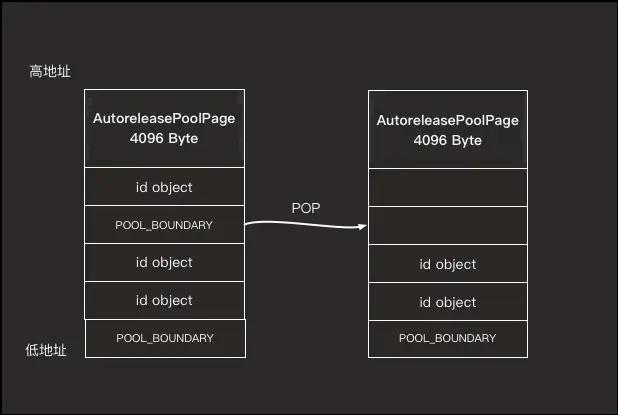 高地址
AutoreleasePoolPage
4096 Byte
id object
POOL_BOUNDARY
id object
id object
POOL_BOUNDARY
低地址
POP
AutoreleasePoolPage
4096 Byte
id object
id object
POOL_BOUNDARY